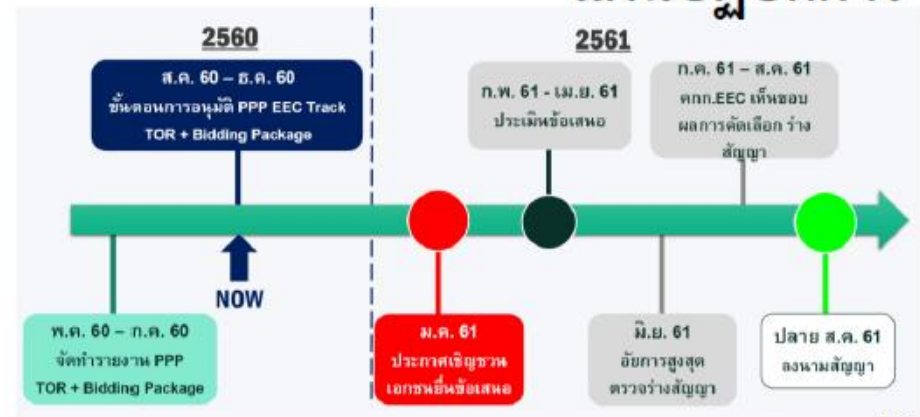 2560
2561
ส.ค. 60 – ธ.ค. 60
ขั้นตอนการอนุมัติ PPP EEC Track
TOR + Bidding Package
ก.พ. 61 - เม.ย. 61
ประเมินข้อเสนอ
ก.ค. 61 – ส.ค. 61
คกก.EEC เห็นชอบ
ผลการคัดเลือก ร่าง
สัญญา
NOW
พ.ค. 60 – ก.ค. 60
จัดทำรายงาน PPP
TOR + Bidding Package
ม.ค. 61
ประกาศเชิญชวน
เอกชนยื่นข้อเสนอ
มิ.ย. 61
อัยการสูงสุด
ตรวจร่างสัญญา
ปลาย ส.ค. 61
ลงนามสัญญา